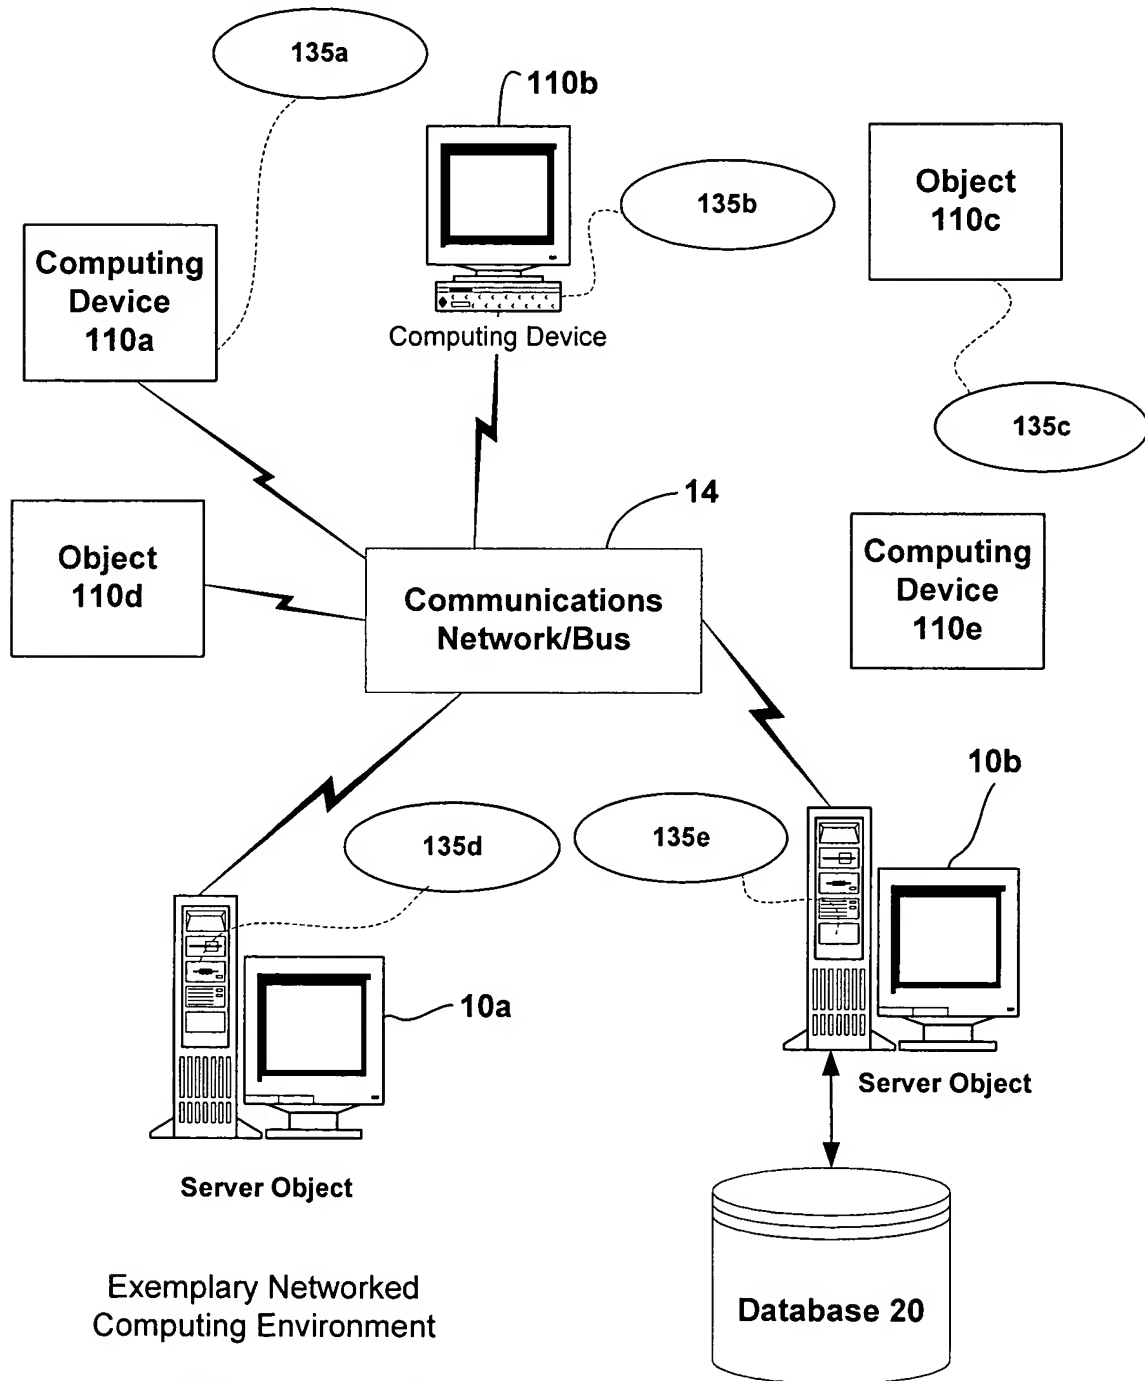 135a
110b
135b
Object
110c
Computing
Device
110a
Computing Device
135c
14
Object
110d
Communications
Network/Bus
Computing
Device
110e
10b
135d
135e
10a
Server Object
Server Object
Exemplary Networked
Computing Environment
Database 20